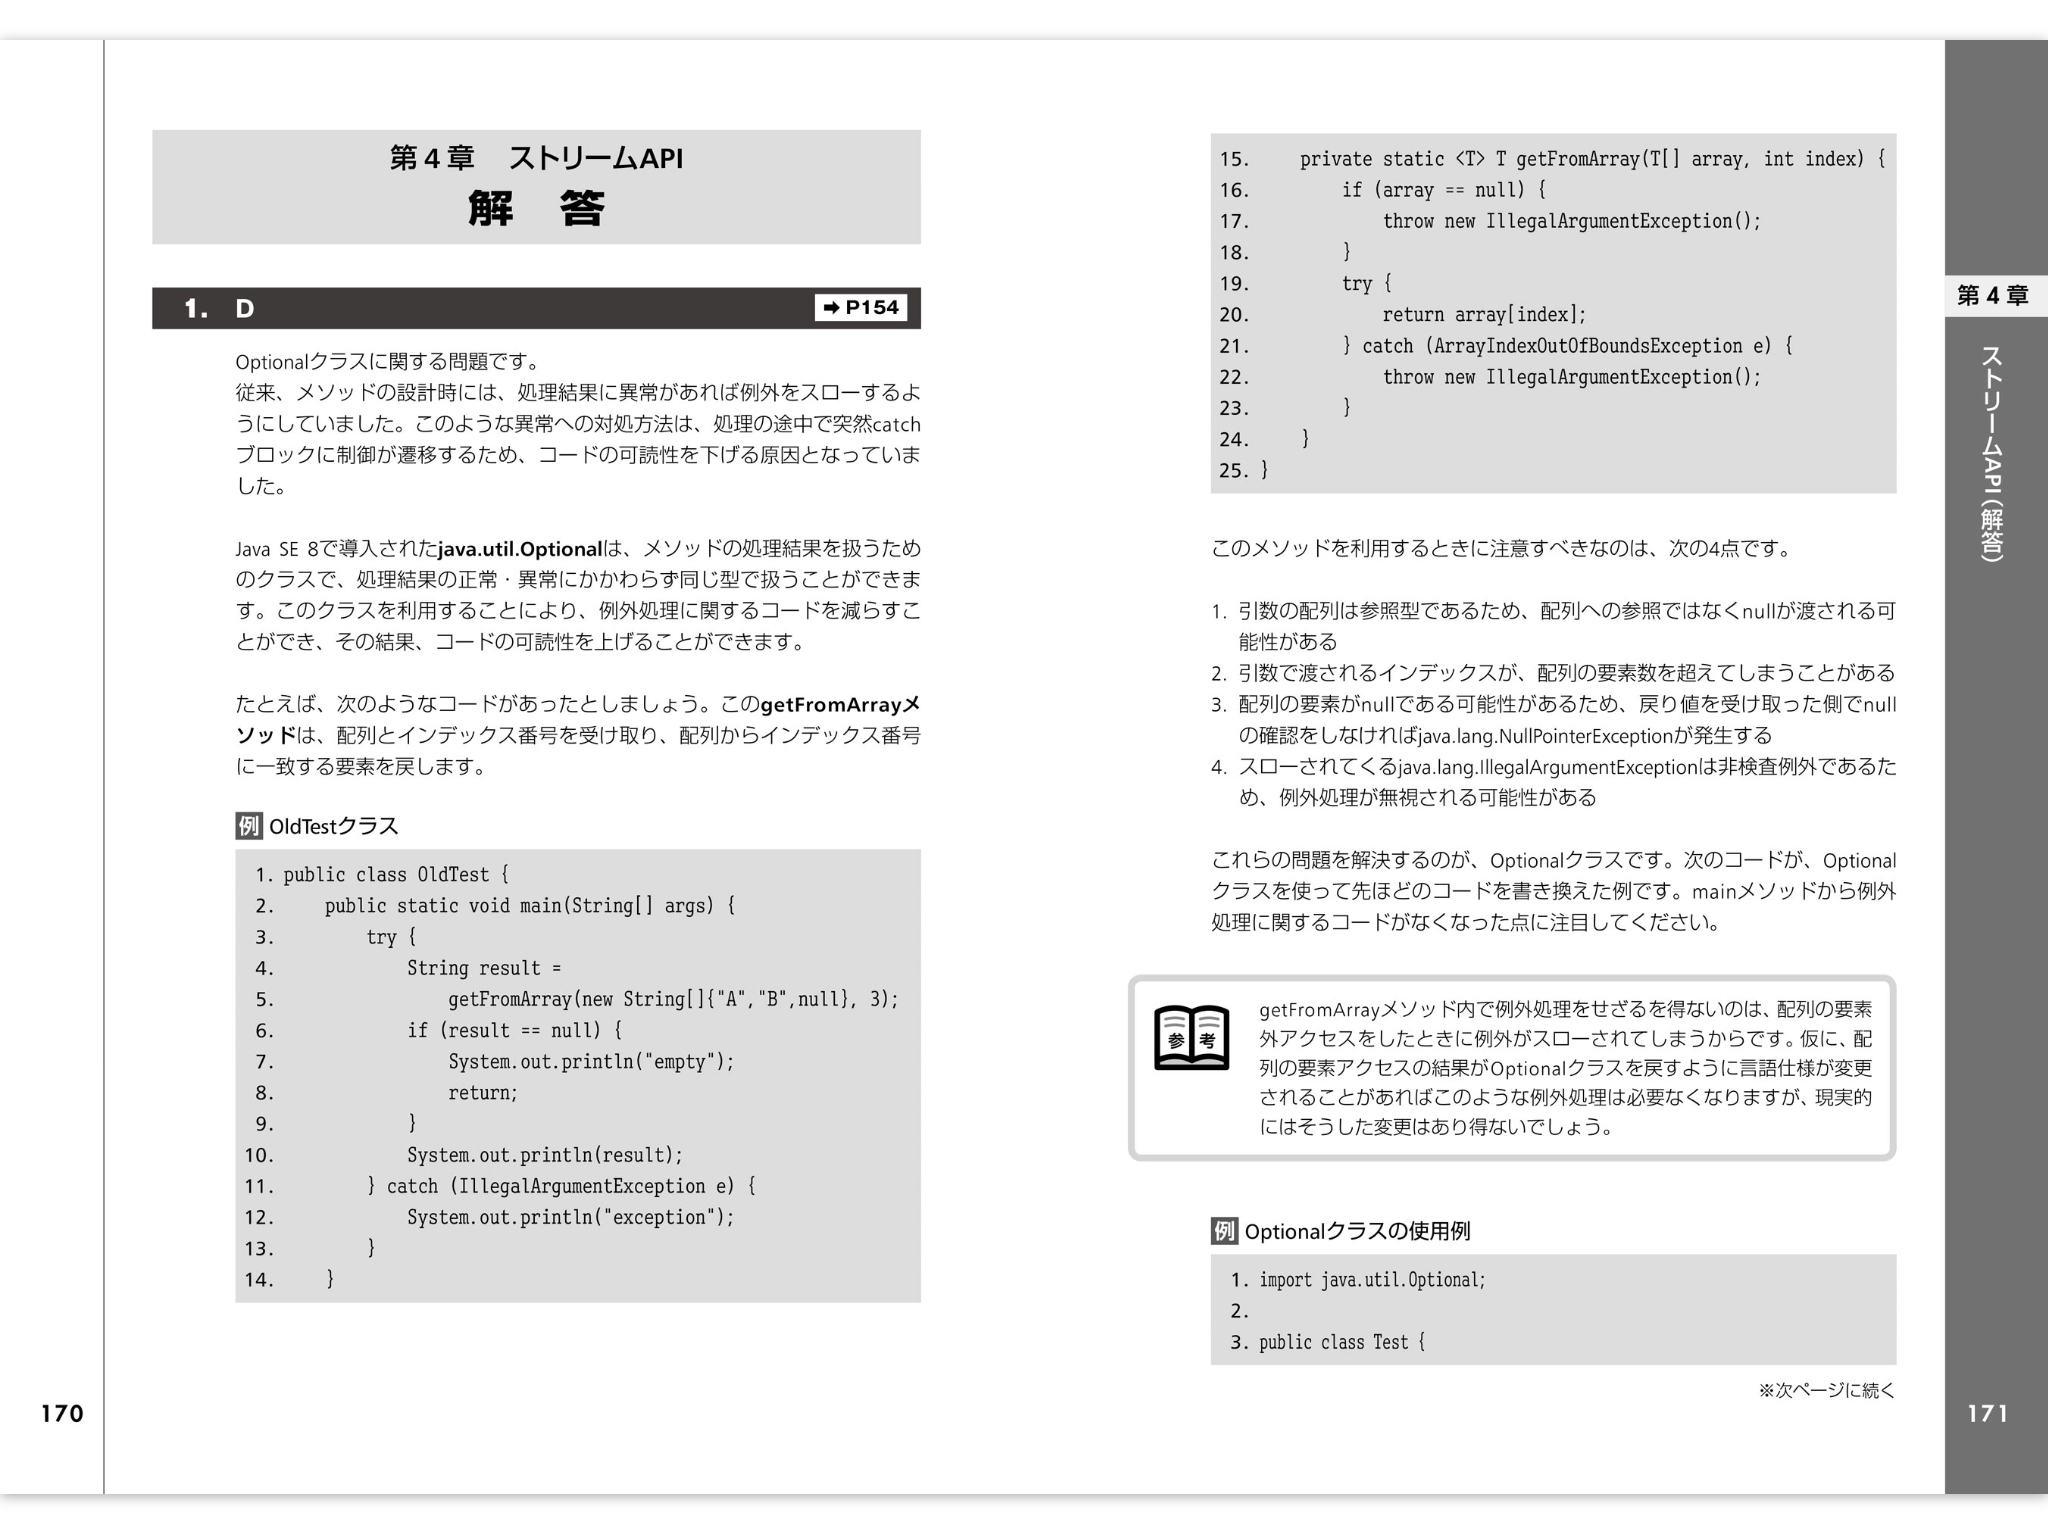 第4章　ストリームAPI
解　答
1.　D
➡ P154
Optionalクラスに関する問題です。
従来、メソッドの設計時には、処理結果に異常があれば例外をスローするよ
うにしていました。このような異常への対処方法は、処理の途中で突然catch
ブロックに制御が遷移するため、コードの可読性を下げる原因となっていま
した。
Java SE 8で導入されたjava.util.Optionalは、メソッドの処理結果を扱うため
のクラスで、処理結果の正常・異常にかかわらず同じ型で扱うことができま
す。このクラスを利用することにより、例外処理に関するコードを減らすこ
とができ、その結果、コードの可読性を上げることができます。
たとえば、次のようなコードがあったとしましょう。このgetFromArrayメ
ソッドは、配列とインデックス番号を受け取り、配列からインデックス番号
に一致する要素を戻します。
例 OldTestクラス
1. public class OldTest {
2.     public static void main(String[] args) {
3.         try {
4.             String result =
5.                 getFromArray(new String[]{"A","B",null}, 3);
6.             if (result == null) {
7.                 System.out.println("empty");
8.                 return;
9.             }
10.             System.out.println(result);
11.         } catch (IllegalArgumentException e) {
12.             System.out.println("exception");
13.         }
14.     }
170
15.     private static <T> T getFromArray(T[] array, int index) {
16.         if (array == null) {
17.             throw new IllegalArgumentException();
18.         }
19.         try {
20.             return array[index];
21.         } catch (ArrayIndexOutOfBoundsException e) {
22.             throw new IllegalArgumentException();
23.         }
24.     }
25. }
このメソッドを利用するときに注意すべきなのは、次の4点です。
1. 引数の配列は参照型であるため、配列への参照ではなくnullが渡される可
能性がある
2. 引数で渡されるインデックスが、配列の要素数を超えてしまうことがある
3. 配列の要素がnullである可能性があるため、戻り値を受け取った側でnull
の確認をしなければjava.lang.NullPointerExceptionが発生する
4. スローされてくるjava.lang.IllegalArgumentExceptionは非検査例外であるた
め、例外処理が無視される可能性がある
これらの問題を解決するのが、Optionalクラスです。次のコードが、Optional
クラスを使って先ほどのコードを書き換えた例です。mainメソッドから例外
処理に関するコードがなくなった点に注目してください。
参考
getFromArrayメソッド内で例外処理をせざるを得ないのは、配列の要素
外アクセスをしたときに例外がスローされてしまうからです。仮に、配
列の要素アクセスの結果がOptionalクラスを戻すように言語仕様が変更
されることがあればこのような例外処理は必要なくなりますが、現実的
にはそうした変更はあり得ないでしょう。
例 Optionalクラスの使用例
1. import java.util.Optional;
2.
3. public class Test {
※次ページに続く
第4章
ストリームAPI（解答）
171